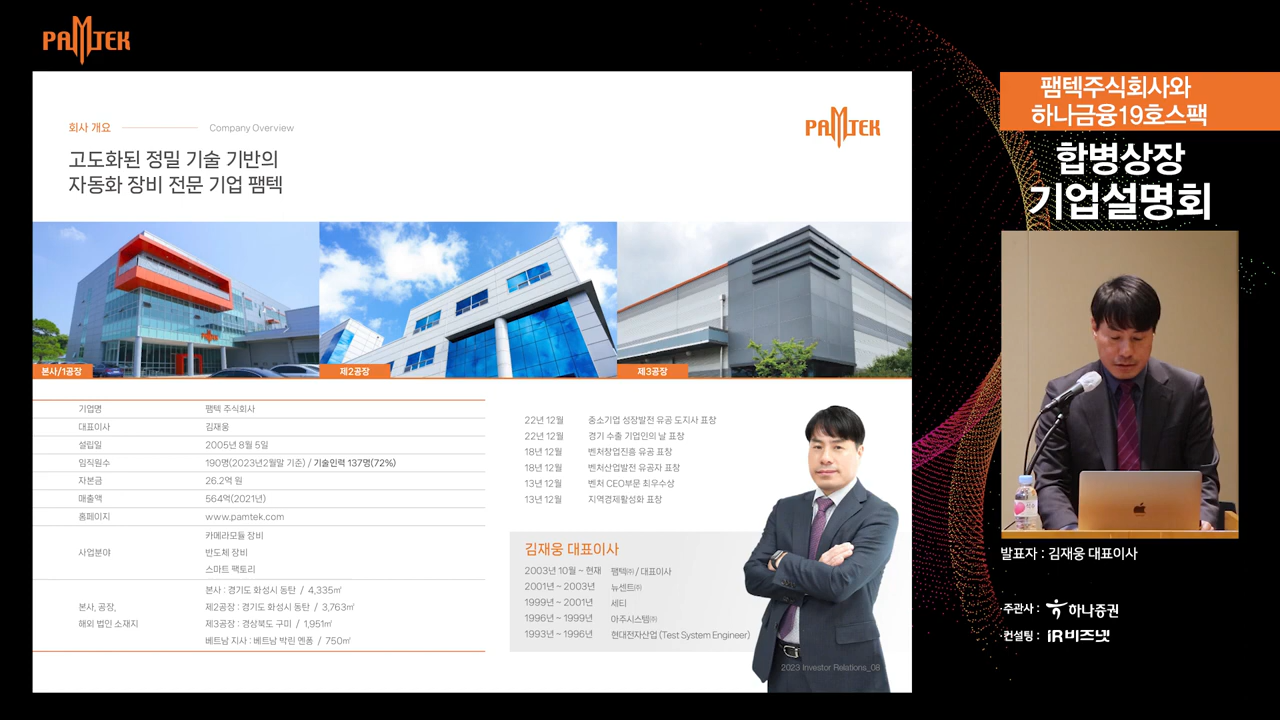 PAMTEK
회사 개요
Company Overview
고도화된 정밀 기술 기반의
자동화 장비 전문 기업 팸텍
PAMTEK
PAMTEK
본사/1공장
제2공장
제3공장
기업명 팸텍 주식회사
대표이사 김재웅
설립일 2005년 8월 5일
임직원수 190명(2023년2월말 기준) / 기술인력 137명(72%)
자본금 26.2억 원
매출액 564억(2021년)
홈페이지 www.pamtek.com
사업분야
카메라모듈 장비
반도체 장비
스마트 팩토리
본사, 공장,
해외 법인 소재지
본사 : 경기도 화성시 동탄 / 4,335㎡
제2공장 : 경기도 화성시 동탄 / 3,763㎡
제3공장 : 경상북도 구미 / 1,951㎡
베트남 지사 : 베트남 박린 옌퐁 / 750㎡
22년 12월 중소기업 성장발전 유공 도지사 표창
22년 12월 경기 수출 기업인의 날 표창
18년 12월 벤처창업진흥 유공 표창
18년 12월 벤처산업발전 유공자 표창
13년 12월 벤처 CEO부문 최우수상
13년 12월 지역경제활성화 표창
김재웅 대표이사
2003년 10월 ~ 현재 팸텍㈜ / 대표이사
2001년 ~ 2003년 뉴센트㈜
1999년 ~ 2001년 세티
1996년 ~ 1999년 아주시스템㈜
1993년 ~ 1996년 현대전자산업 (Test System Engineer)
2023 Investor Relations_08
팸텍주식회사와
하나금융19호스팩
합병상장
기업설명회
발표자 : 김재웅 대표이사
주관사 : 하나증권
컨설팅 : iR비즈넷